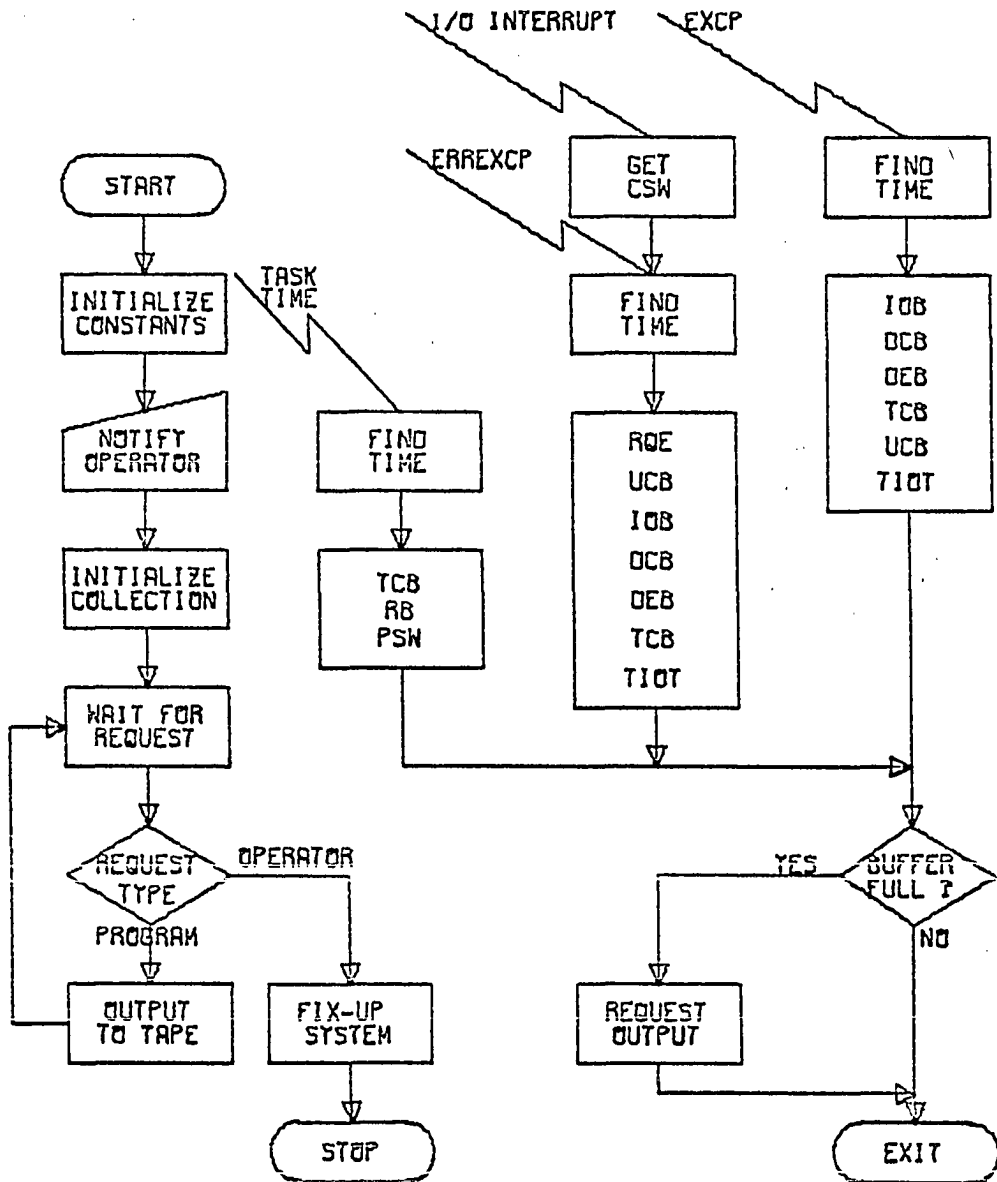 I/O INTERRUPT
EXCP
ERREXCP
GET
CSW
FIND
TIME
START
INITIALIZE
CONSTANTS
TASK
TIME
FIND
TIME
IOB
DCB
DEB
TCB
UCB
TIOT
NOTIFY
OPERATOR
FIND
TIME
RQE
UCB
IOB
DCB
DEB
TCB
TIOT
INITIALIZE
COLLECTION
TCB
RB
PSW
WAIT FOR
REQUEST
REQUEST
TYPE
OPERATOR
PROGRAM
YES
BUFFER
FULL ?
NO
OUTPUT
TO TAPE
FIX-UP
SYSTEM
REQUEST
OUTPUT
STOP
EXIT